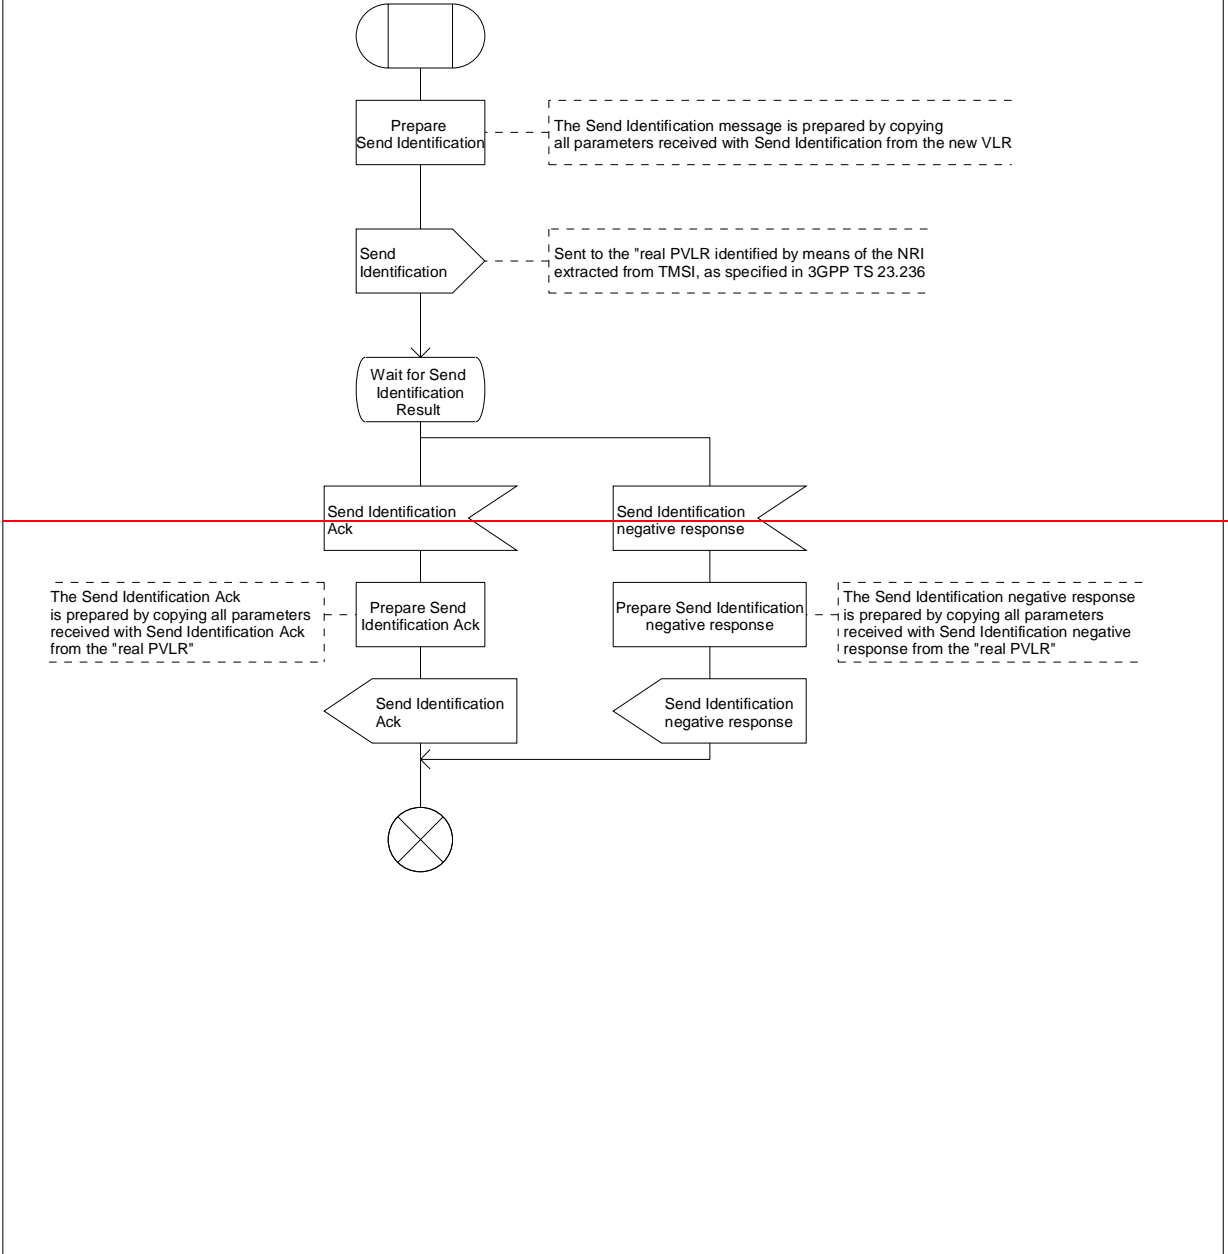 Prepare
Send Identification
The Send Identification message is prepared by copying
all parameters received with Send Identification from the new VLR
Send
Identification
Sent to the "real PVLR identified by means of the NRI
extracted from TMSI, as specified in 3GPP TS 23.236
Wait for Send
Identification
Result
Send Identification
Ack
Send Identification
negative response
The Send Identification Ack
is prepared by copying all parameters
received with Send Identification Ack
from the "real PVLR"
Prepare Send
Identification Ack
Prepare Send Identification
negative response
The Send Identification negative response
is prepared by copying all parameters
received with Send Identification negative
response from the "real PVLR"
Send Identification
Ack
Send Identification
negative response